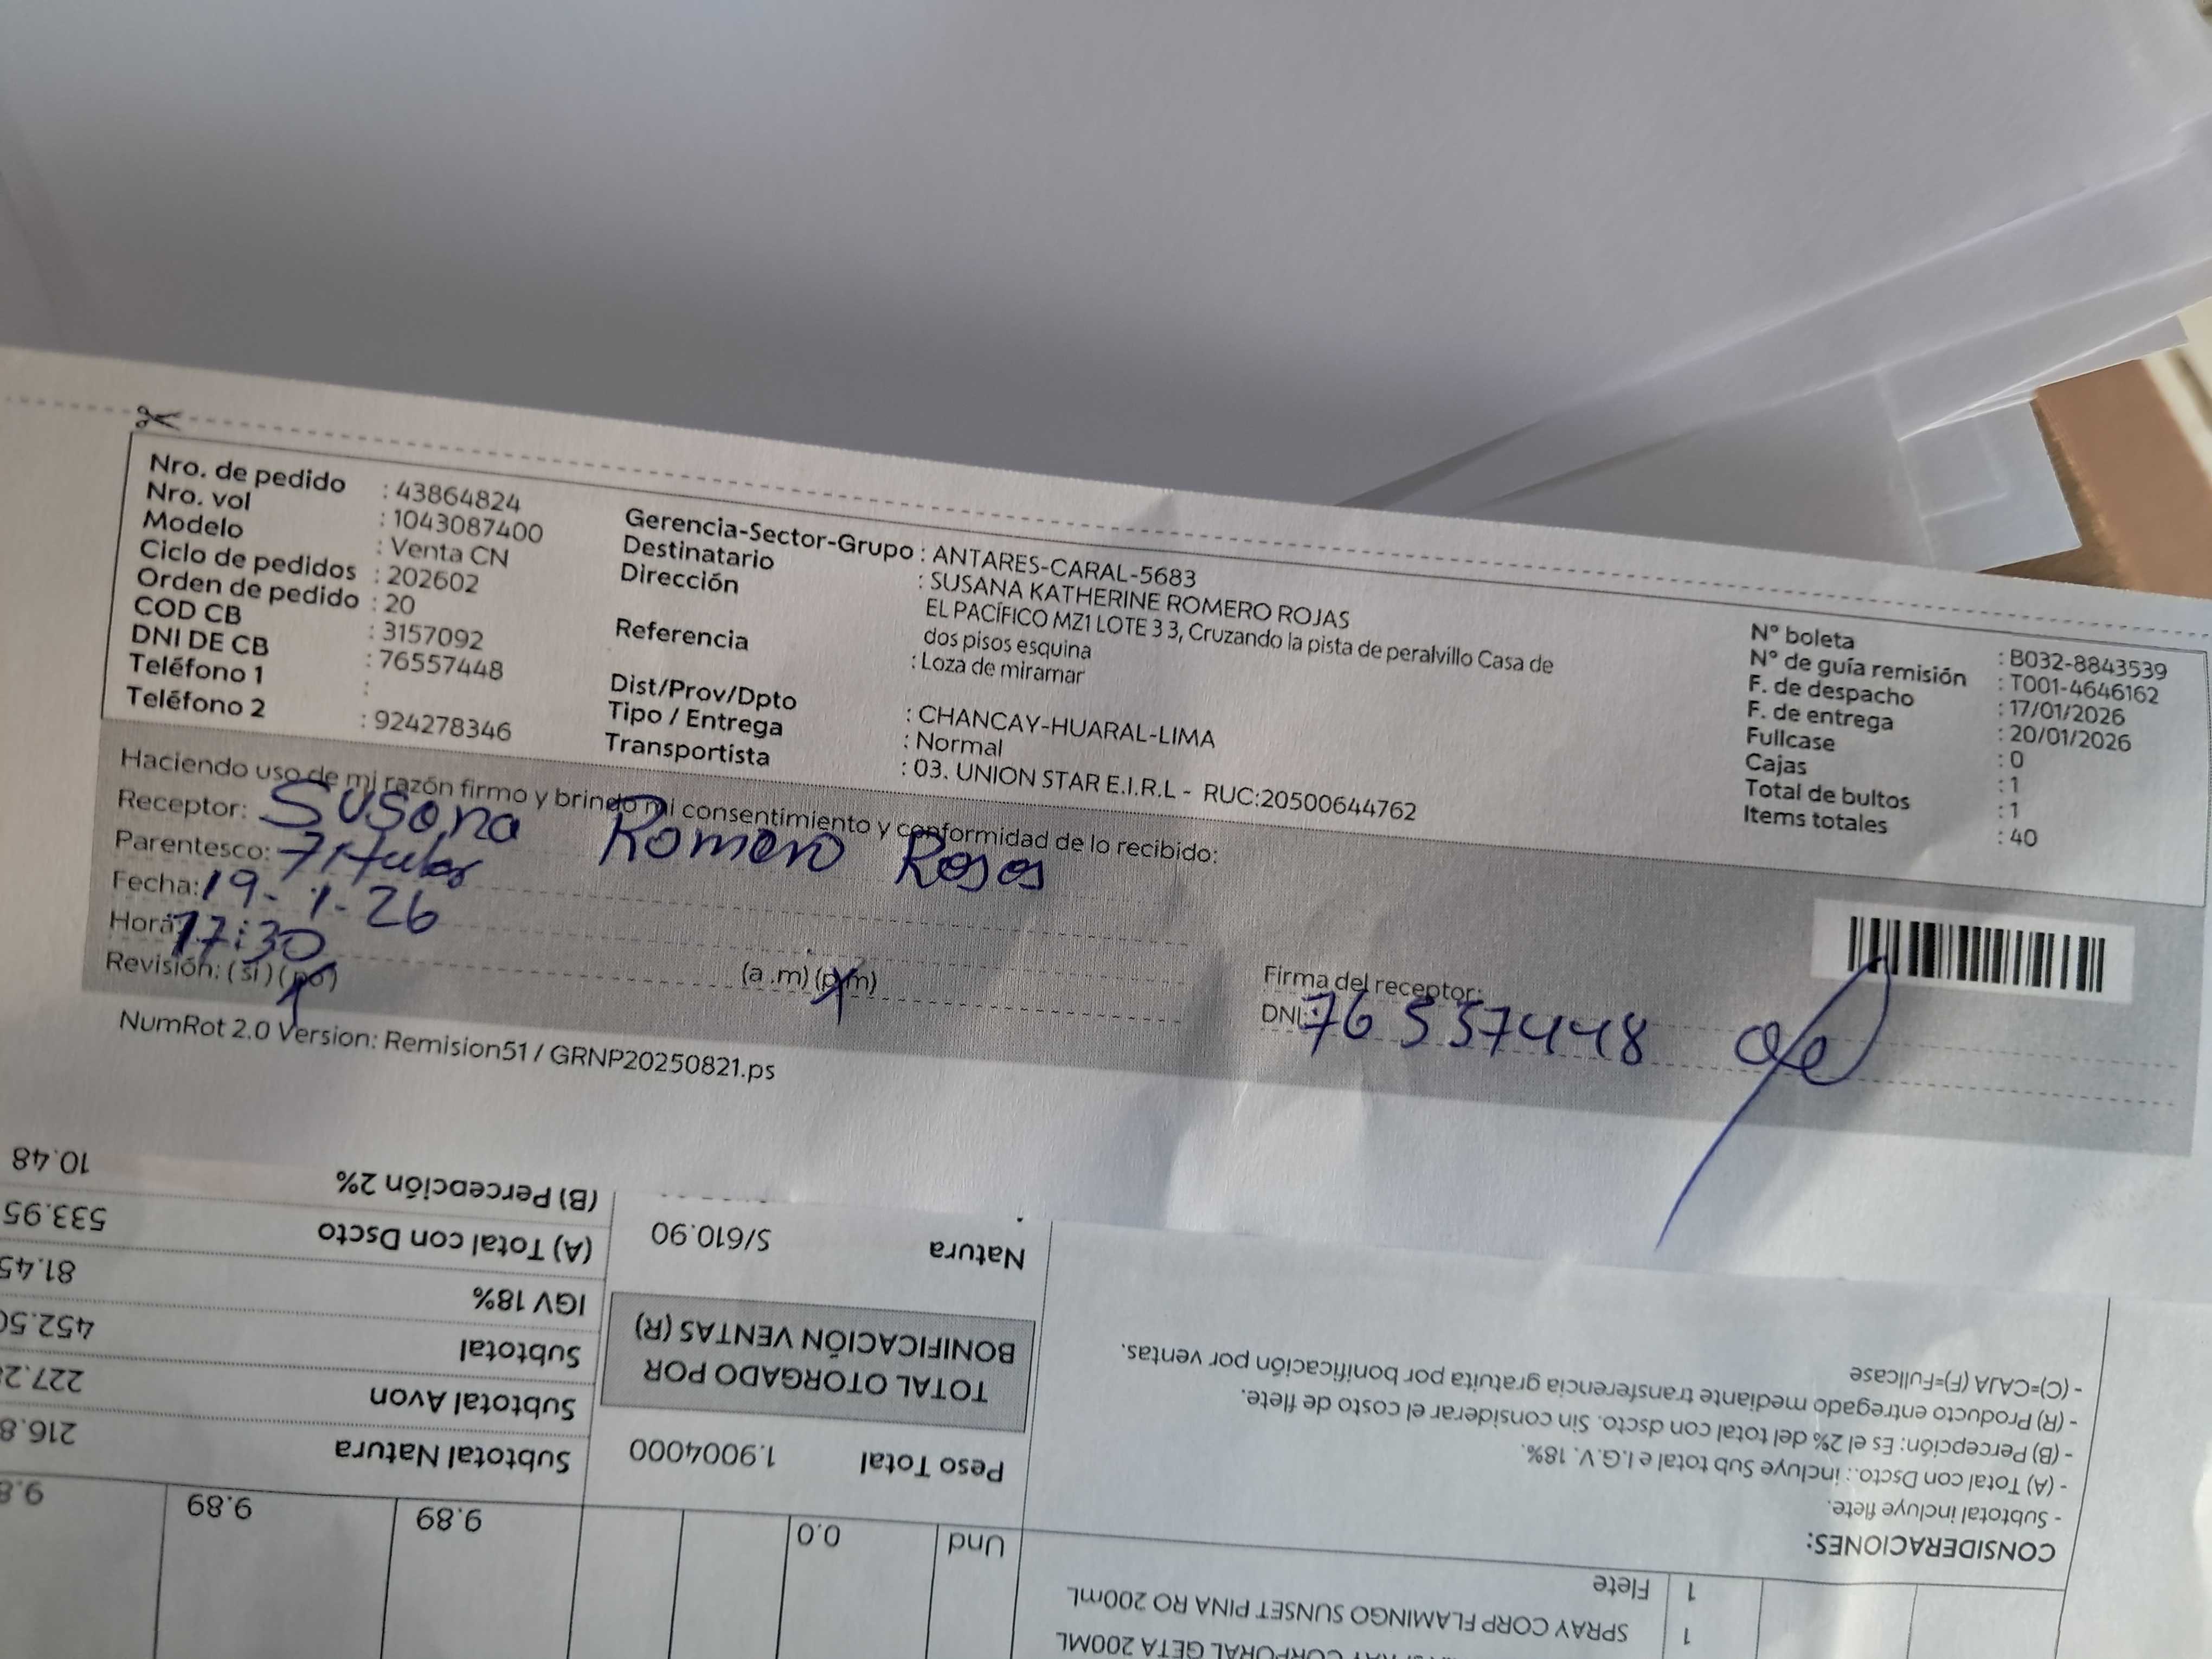 Nro. de pedido : 43864824
Nro. vol : 1043087400
Modelo : Venta CN
Ciclo de pedidos : 202602
Orden de pedido : 20
COD CB : 3157092
DNI DE CB : 76557448
Teléfono 1 :
Teléfono 2 : 924278346
Gerencia-Sector-Grupo : ANTARES-CARAL-5683
Destinatario : SUSANA KATHERINE ROMERO ROJAS
Dirección EL PACÍFICO MZ1 LOTE 3 3, Cruzando la pista de peralvillo Casa de
dos pisos esquina
Referencia : Loza de miramar
Dist/Prov/Dpto : CHANCAY-HUARAL-LIMA
Tipo / Entrega : Normal
Transportista : 03. UNION STAR E.I.R.L - RUC:20500644762
N° boleta : B032-8843539
N° de guía remisión : T001-4646162
F. de despacho : 17/01/2026
F. de entrega : 20/01/2026
Fullcase : 0
Cajas : 1
Total de bultos : 1
Items totales : 40
Haciendo uso de mi razón firmo y brindo mi consentimiento y conformidad de lo recibido:
Receptor: Susana Romero Rojas
Parentesco: Titular
Fecha: 19-1-26
Hora: 17:30 (a .m) (p.m)
Revisión: (si) (no)
Firma del receptor:
DNI: 76557448
NumRot 2.0 Version: Remision51 / GRNP20250821.ps
SPRAY CORPORAL GETA 200ML
1 SPRAY CORP FLAMINGO SUNSET PINA RO 200mL
1 Flete Und 0.0 9.89 9.89
CONSIDERACIONES:
- Subtotal incluye flete.
- (A) Total con Dscto.: incluye Sub total e I.G.V. 18%.
- (B) Percepción: Es el 2% del total con dscto. Sin considerar el costo de flete.
- (R) Producto entregado mediante transferencia gratuita por bonificación por ventas.
- (C)=CAJA (F)=Fullcase
Peso Total 1.9004000
TOTAL OTORGADO POR
BONIFICACIÓN VENTAS (R)
Natura S/610.90
Subtotal Natura 216.8
Subtotal Avon 227.2
Subtotal 452.50
IGV 18% 81.45
(A) Total con Dscto 533.95
(B) Percepción 2% 10.48